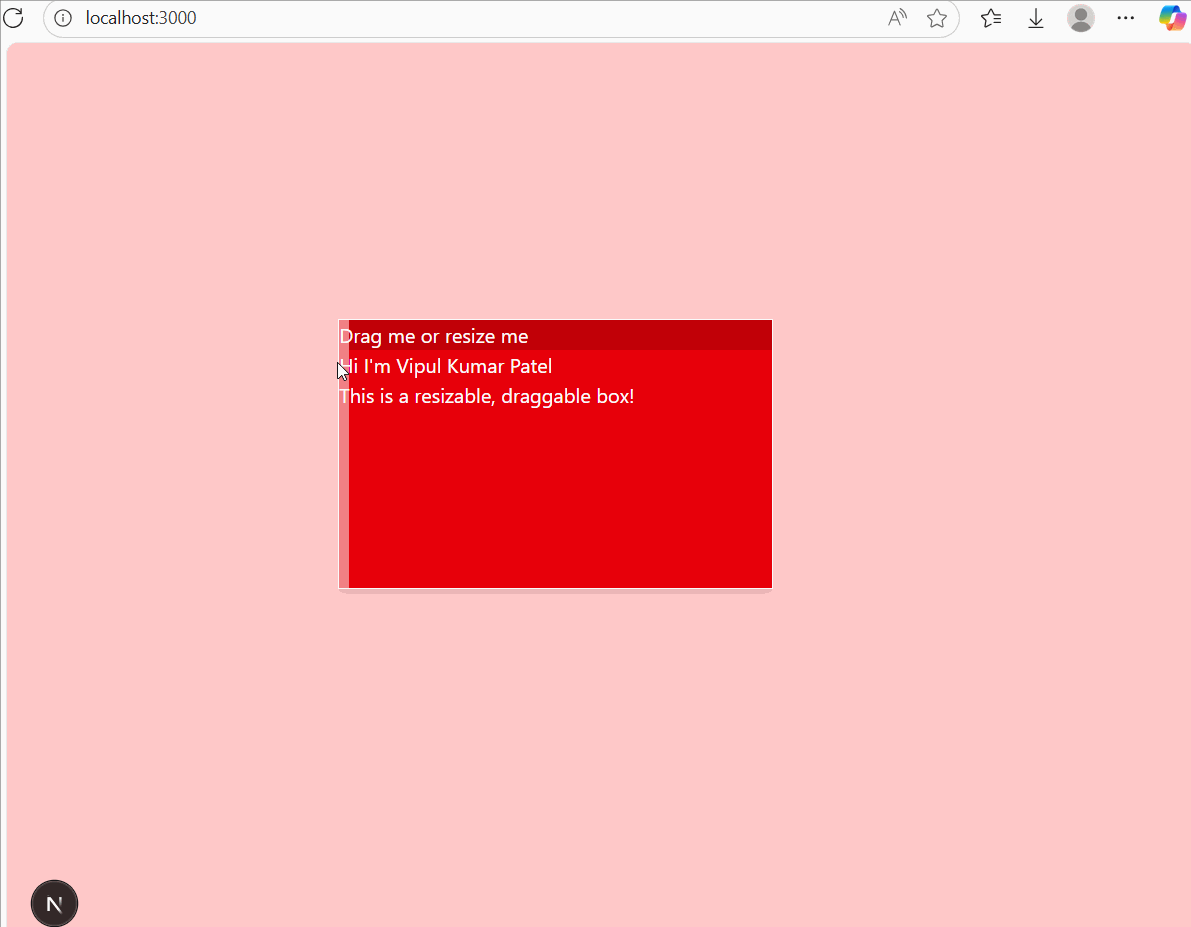 localhost:3000
Drag me or resize me
Hi I'm Vipul Kumar Patel
This is a resizable, draggable box!
N